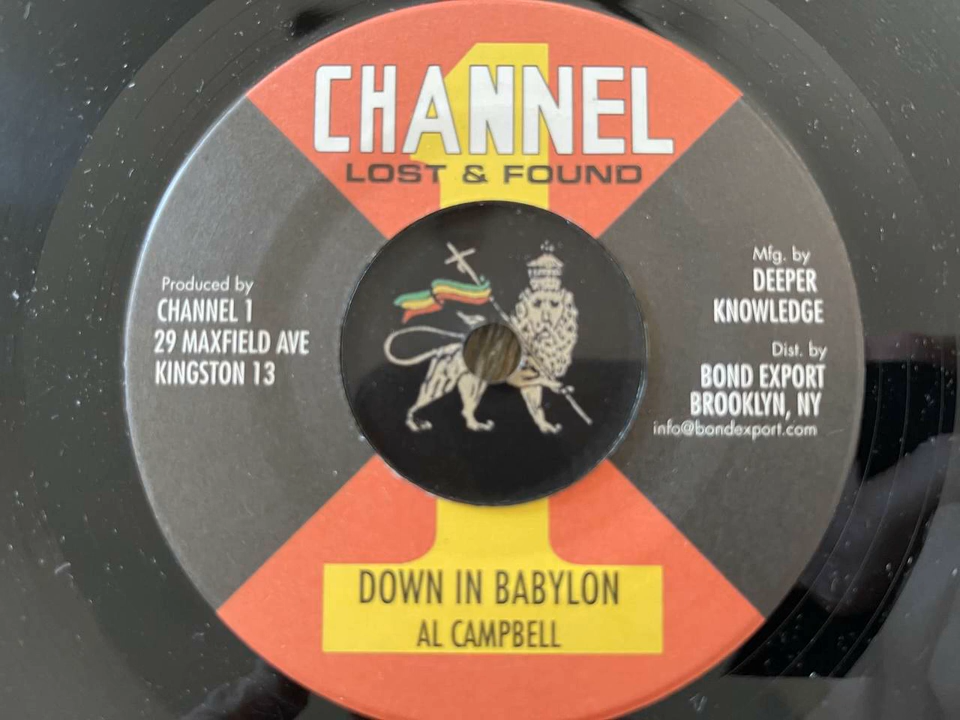 CHANNEL
1
LOST & FOUND
Produced by
CHANNEL 1
29 MAXFIELD AVE
KINGSTON 13
Mfg. by
DEEPER
KNOWLEDGE
Dist. by
BOND EXPORT
BROOKLYN, NY
info@bondexport.com
DOWN IN BABYLON
AL CAMPBELL